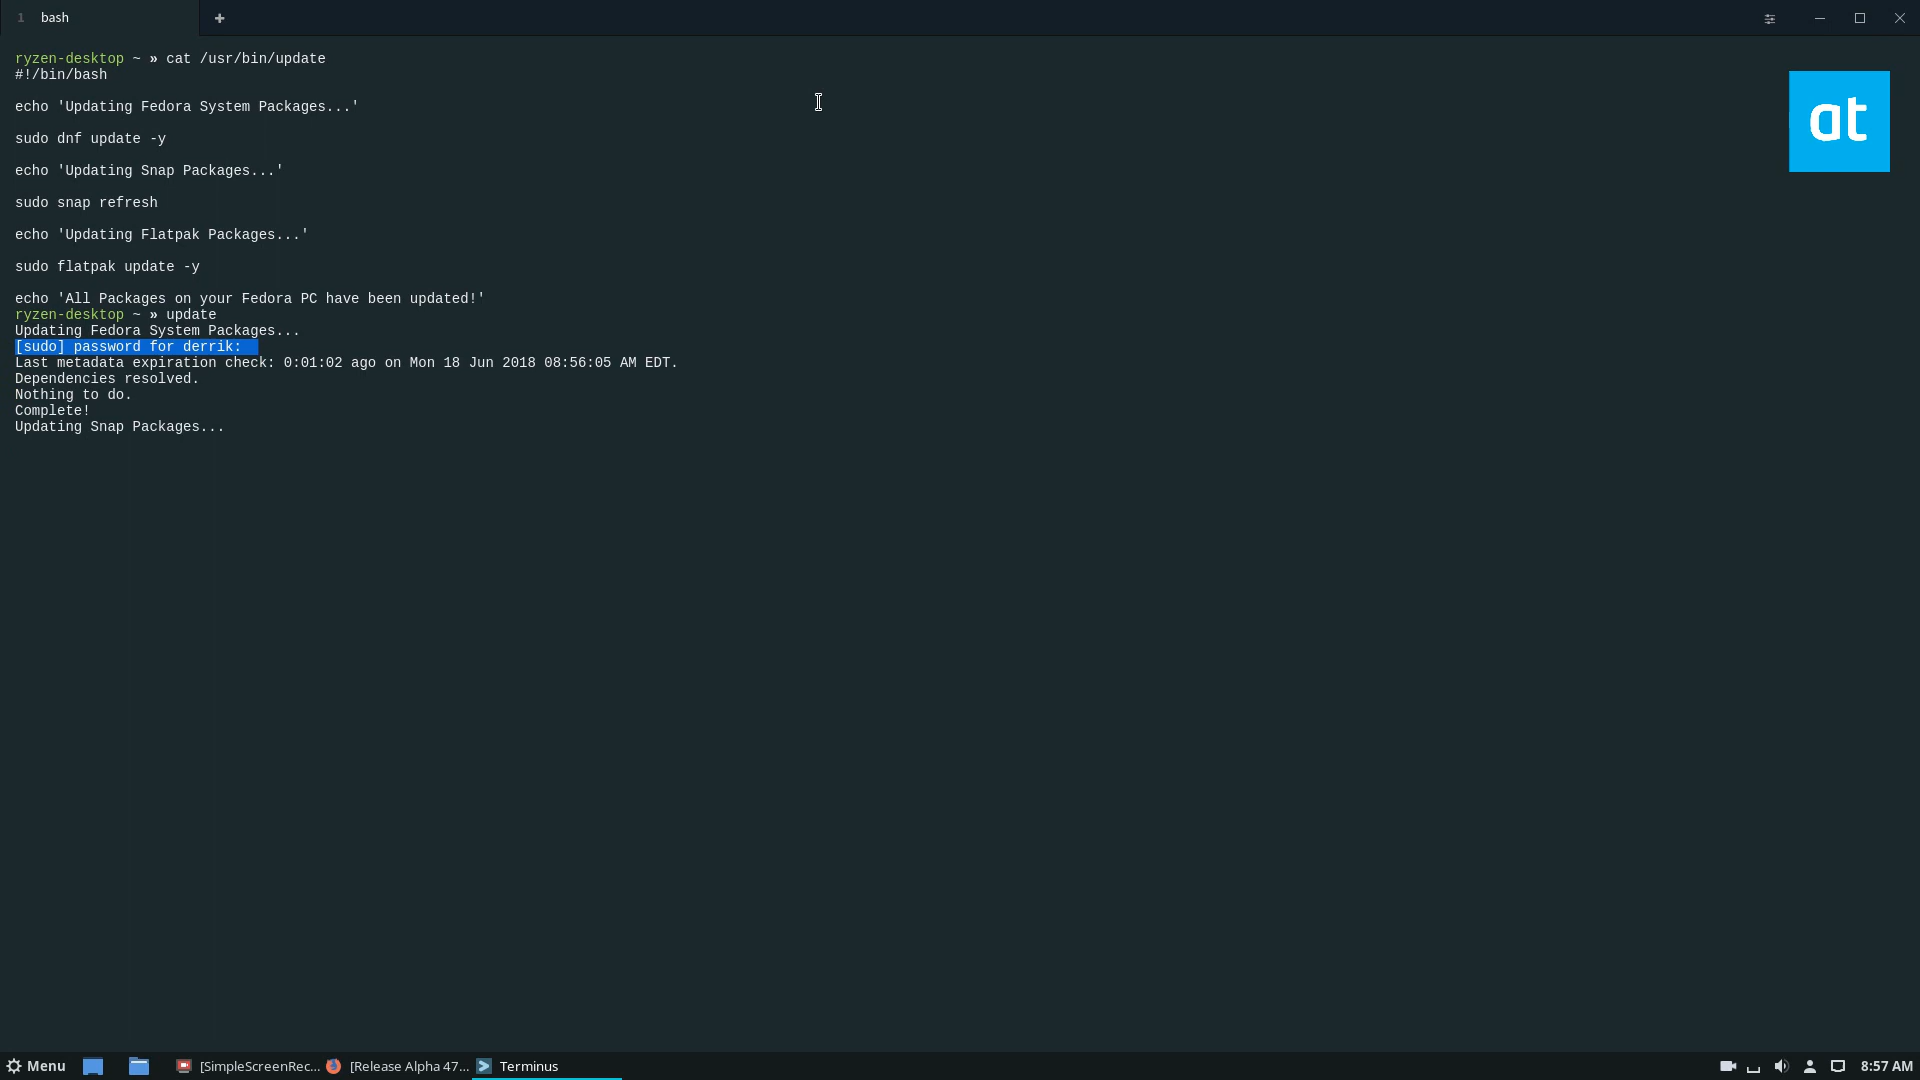 1 bash
ryzen-desktop ~ » cat /usr/bin/update
#!/bin/bash
echo 'Updating Fedora System Packages...'
sudo dnf update -y
echo 'Updating Snap Packages...'
sudo snap refresh
echo 'Updating Flatpak Packages...'
sudo flatpak update -y
echo 'All Packages on your Fedora PC have been updated!'
ryzen-desktop ~ » update
Updating Fedora System Packages...
[sudo] password for derrik:
Last metadata expiration check: 0:01:02 ago on Mon 18 Jun 2018 08:56:05 AM EDT.
Dependencies resolved.
Nothing to do.
Complete!
Updating Snap Packages...
at
Menu [SimpleScreenRec... [Release Alpha 47... Terminus 8:57 AM